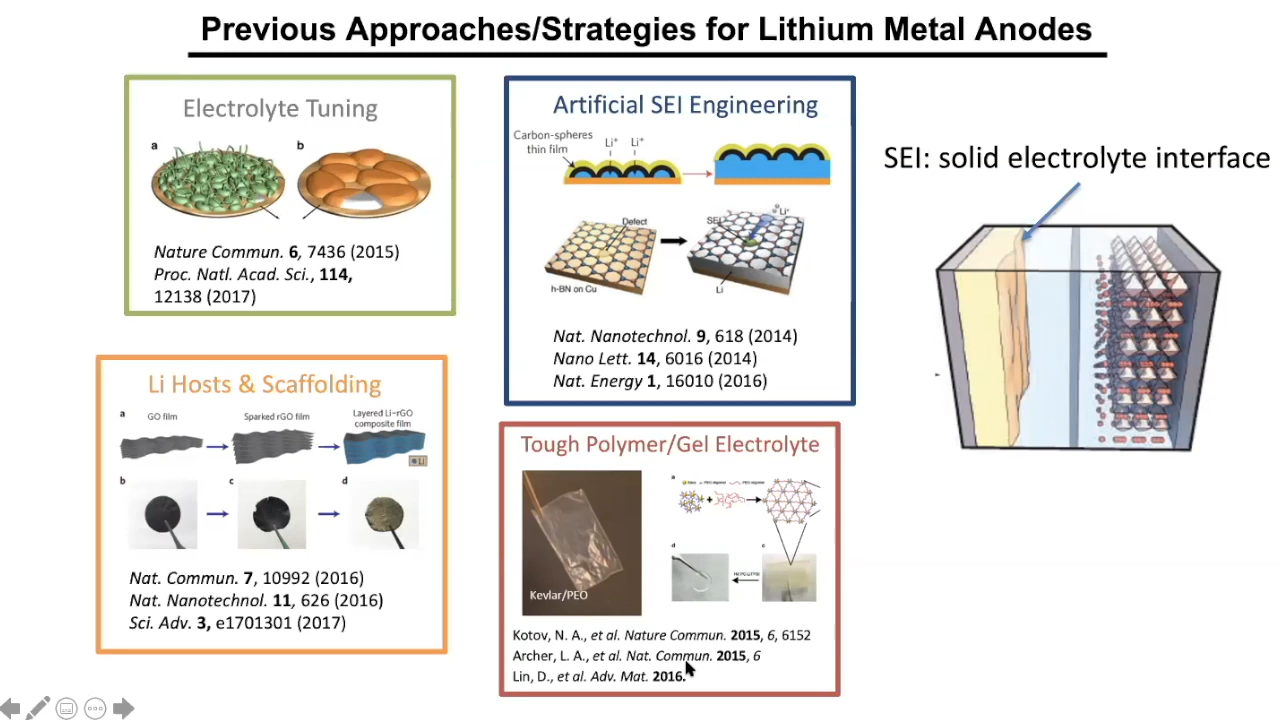 Previous Approaches/Strategies for Lithium Metal Anodes
Electrolyte Tuning
a
b
Nature Commun. 6, 7436 (2015)
Proc. Natl. Acad. Sci., 114,
12138 (2017)
Artificial SEI Engineering
Carbon-spheres
thin film
Li⁺ Li⁺
Defect
SEI
Li⁺
h-BN on Cu
Li
Nat. Nanotechnol. 9, 618 (2014)
Nano Lett. 14, 6016 (2014)
Nat. Energy 1, 16010 (2016)
SEI: solid electrolyte interface
Li Hosts & Scaffolding
a
GO film
Sparked rGO film
Layered Li–rGO
composite film
Li
b
c
d
Nat. Commun. 7, 10992 (2016)
Nat. Nanotechnol. 11, 626 (2016)
Sci. Adv. 3, e1701301 (2017)
Tough Polymer/Gel Electrolyte
Kevlar/PEO
a
d
c
Kotov, N. A., et al. Nature Commun. 2015, 6, 6152
Archer, L. A., et al. Nat. Commun. 2015, 6
Lin, D., et al. Adv. Mat. 2016.